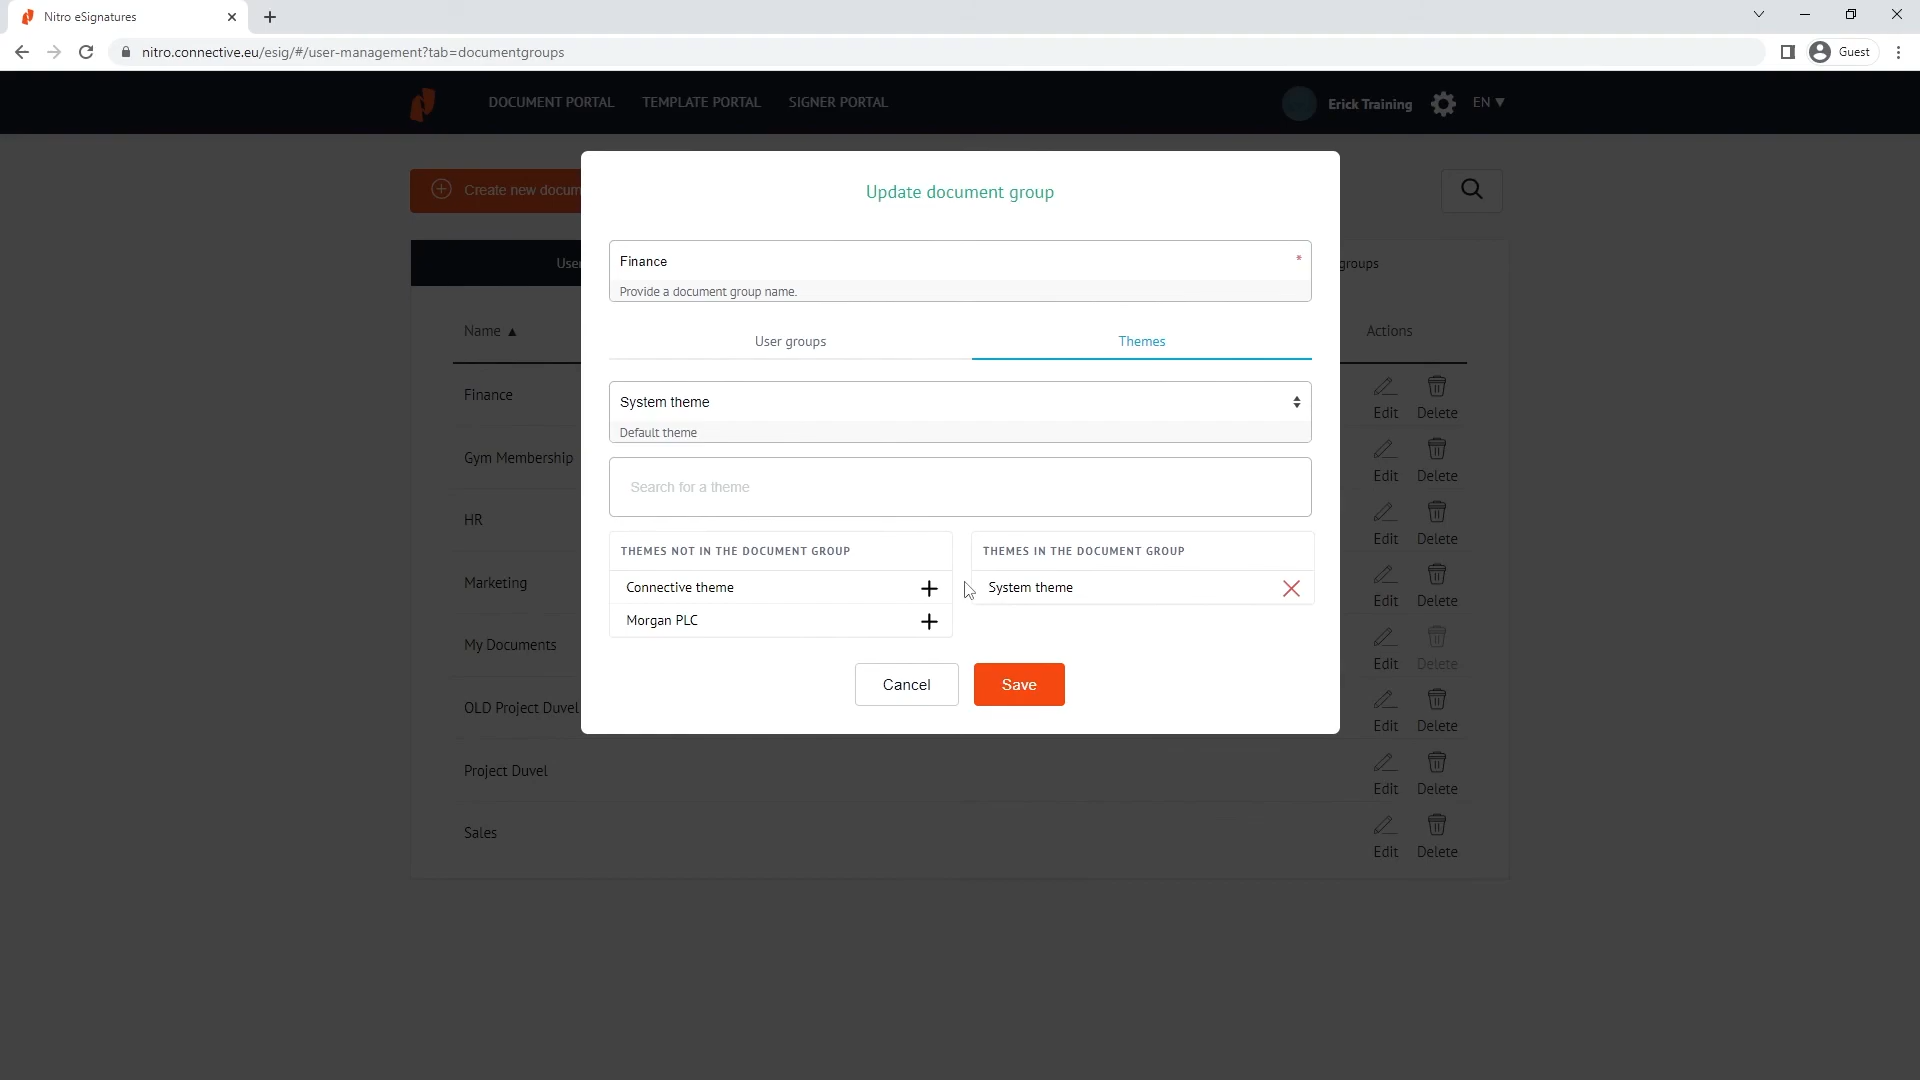 Nitro eSignatures
nitro.connective.eu/esig/#/user-management?tab=documentgroups
Guest
DOCUMENT PORTAL
TEMPLATE PORTAL
SIGNER PORTAL
Erick Training
EN ▼
Create new docum
Update document group
Finance
*
Provide a document group name.
User
groups
User groups
Themes
Name ▲
Actions
System theme
Default theme
Search for a theme
THEMES NOT IN THE DOCUMENT GROUP
Connective theme
Morgan PLC
THEMES IN THE DOCUMENT GROUP
System theme
Cancel
Save
Finance
Edit
Delete
Gym Membership
Edit
Delete
HR
Edit
Delete
Marketing
Edit
Delete
My Documents
Edit
Delete
OLD Project Duvel
Edit
Delete
Project Duvel
Edit
Delete
Sales
Edit
Delete